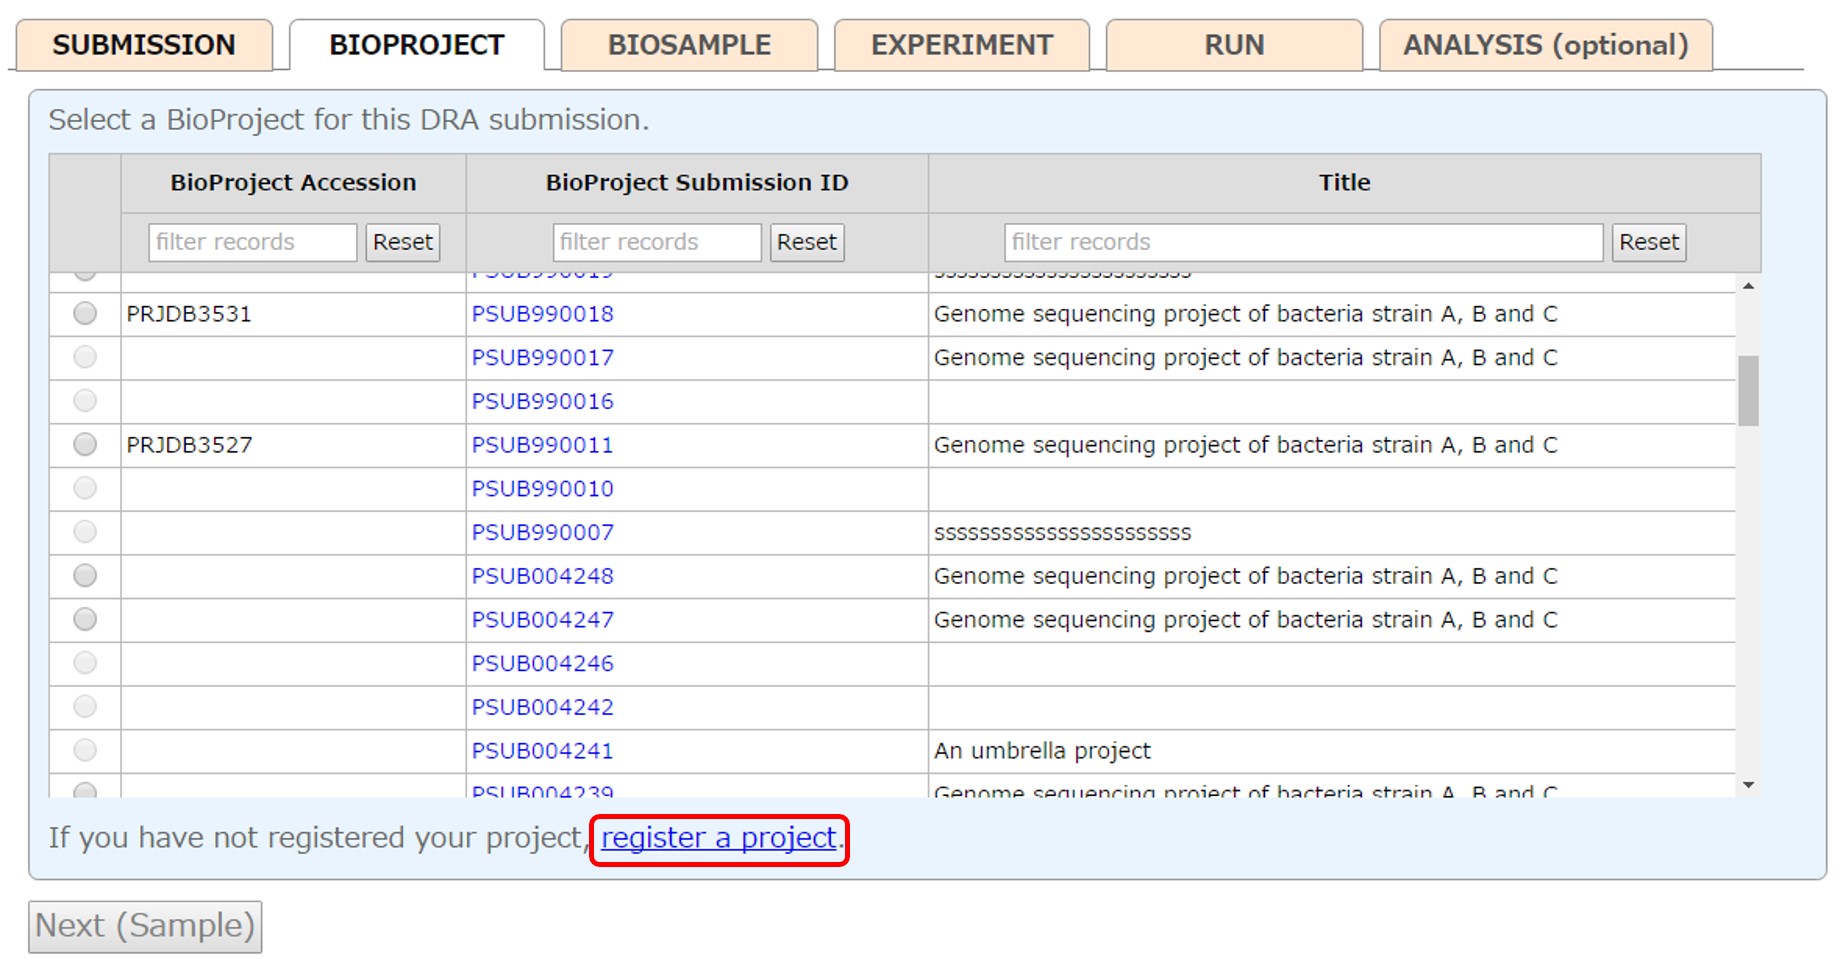 SUBMISSION BIOPROJECT BIOSAMPLE EXPERIMENT RUN ANALYSIS (optional)
Select a BioProject for this DRA submission.
BioProject Accession BioProject Submission ID Title
filter records Reset filter records Reset filter records Reset
PSUB990019 sssssssssssssssssssssss
PRJDB3531 PSUB990018 Genome sequencing project of bacteria strain A, B and C
PSUB990017 Genome sequencing project of bacteria strain A, B and C
PSUB990016
PRJDB3527 PSUB990011 Genome sequencing project of bacteria strain A, B and C
PSUB990010
PSUB990007 sssssssssssssssssssssss
PSUB004248 Genome sequencing project of bacteria strain A, B and C
PSUB004247 Genome sequencing project of bacteria strain A, B and C
PSUB004246
PSUB004242
PSUB004241 An umbrella project
PSUB004239 Genome sequencing project of bacteria strain A, B and C
If you have not registered your project, register a project.
Next (Sample)